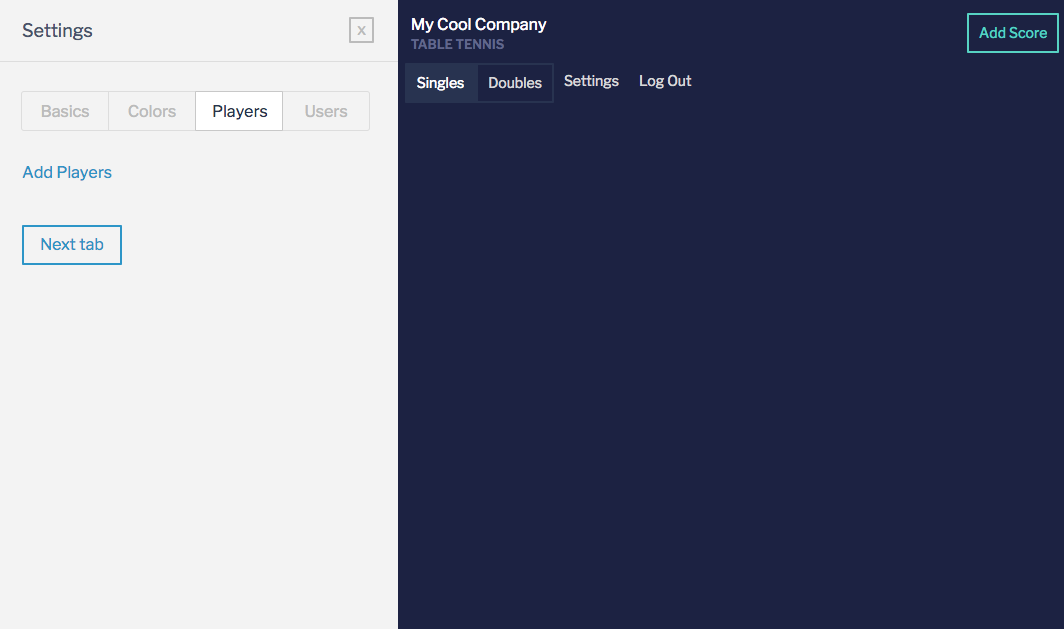 Settings
x
Basics Colors Players Users
Add Players
Next tab
My Cool Company
TABLE TENNIS
Add Score
Singles Doubles Settings Log Out